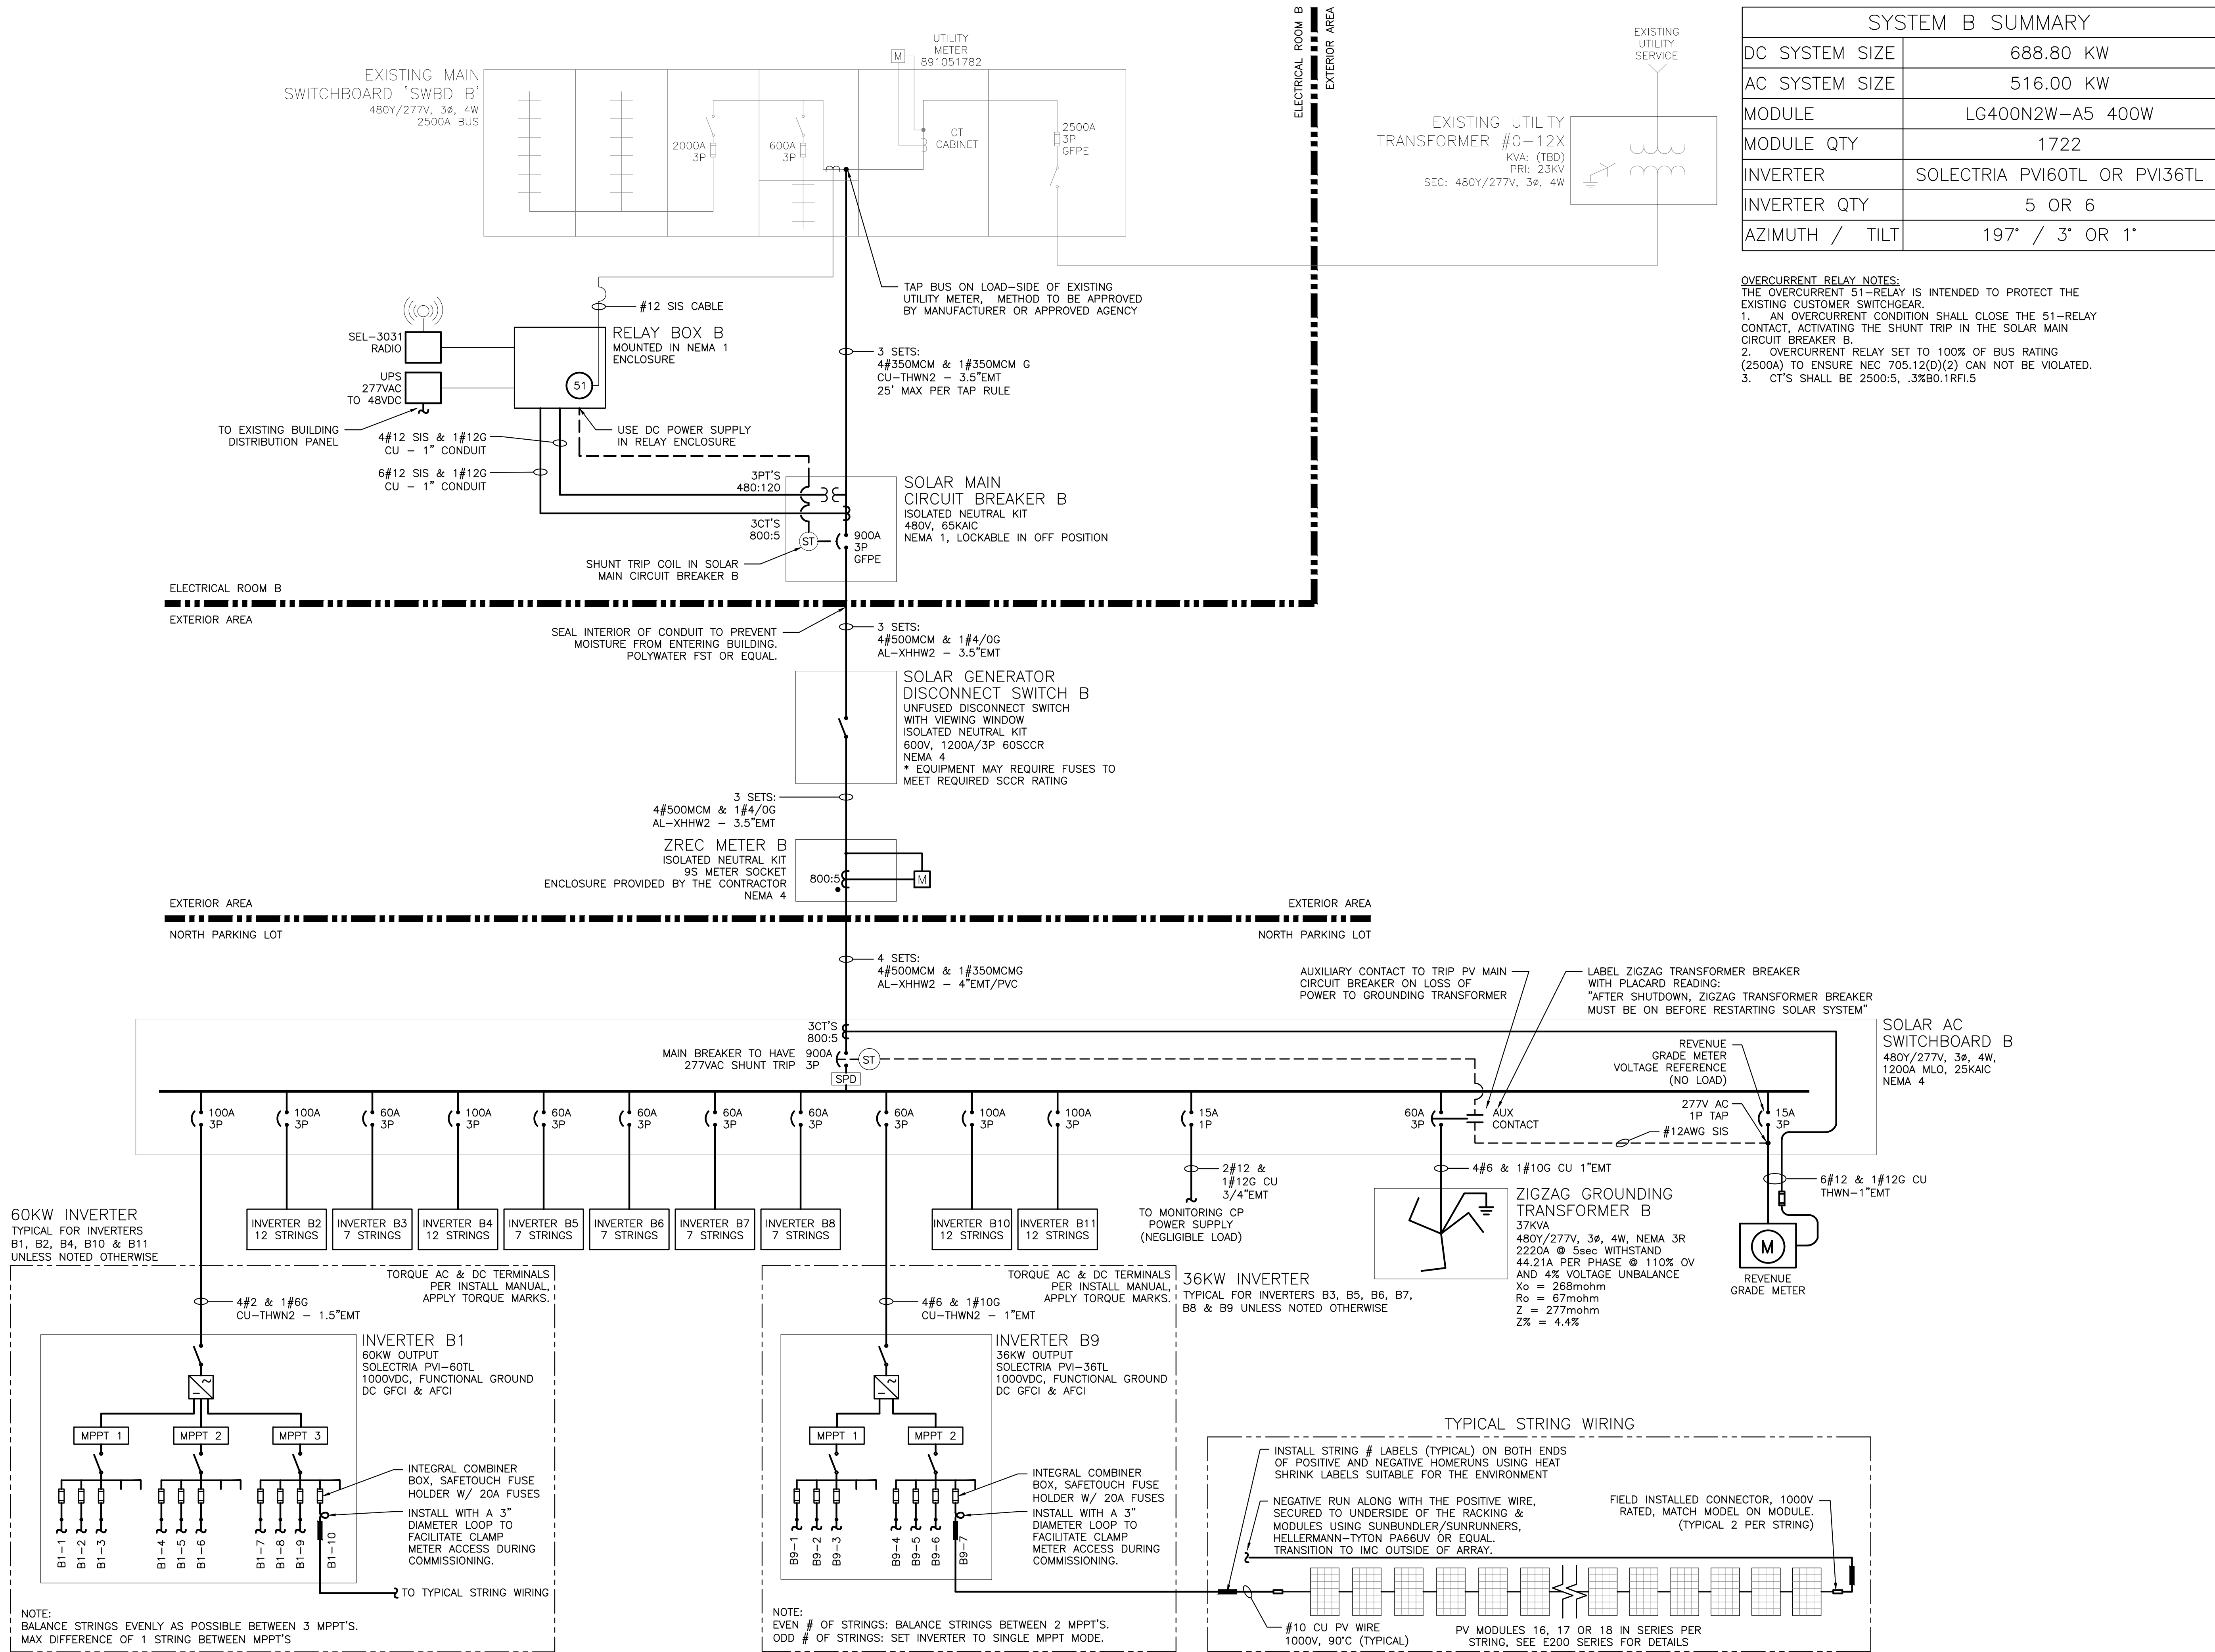 SYSTEM B SUMMARY
DC SYSTEM SIZE 688.80 KW
AC SYSTEM SIZE 516.00 KW
MODULE LG400N2W-A5 400W
MODULE QTY 1722
INVERTER SOLECTRIA PVI60TL OR PVI36TL
INVERTER QTY 5 OR 6
AZIMUTH / TILT 197° / 3° OR 1°
OVERCURRENT RELAY NOTES:
THE OVERCURRENT 51-RELAY IS INTENDED TO PROTECT THE
EXISTING CUSTOMER SWITCHGEAR.
1. AN OVERCURRENT CONDITION SHALL CLOSE THE 51-RELAY
CONTACT, ACTIVATING THE SHUNT TRIP IN THE SOLAR MAIN
CIRCUIT BREAKER B.
2. OVERCURRENT RELAY SET TO 100% OF BUS RATING
(2500A) TO ENSURE NEC 705.12(D)(2) CAN NOT BE VIOLATED.
3. CT'S SHALL BE 2500:5, .3%B0.1RFI.5
ELECTRICAL ROOM B
EXTERIOR AREA
EXISTING
UTILITY
SERVICE
EXISTING UTILITY
TRANSFORMER #0-12X
KVA: (TBD)
PRI: 23KV
SEC: 480Y/277V, 3ø, 4W
UTILITY
METER
891051782
M
EXISTING MAIN
SWITCHBOARD 'SWBD B'
480Y/277V, 3ø, 4W
2500A BUS
2000A
3P
600A
3P
CT
CABINET
2500A
3P
GFPE
TAP BUS ON LOAD-SIDE OF EXISTING
UTILITY METER, METHOD TO BE APPROVED
BY MANUFACTURER OR APPROVED AGENCY
#12 SIS CABLE
SEL-3031
RADIO
RELAY BOX B
MOUNTED IN NEMA 1
ENCLOSURE
UPS
277VAC
TO 48VDC
51
3 SETS:
4#350MCM & 1#350MCM G
CU-THWN2 - 3.5"EMT
25' MAX PER TAP RULE
TO EXISTING BUILDING
DISTRIBUTION PANEL
4#12 SIS & 1#12G
CU - 1" CONDUIT
USE DC POWER SUPPLY
IN RELAY ENCLOSURE
6#12 SIS & 1#12G
CU - 1" CONDUIT
3PT'S
480:120
3CT'S
800:5
ST
900A
3P
GFPE
SOLAR MAIN
CIRCUIT BREAKER B
ISOLATED NEUTRAL KIT
480V, 65KAIC
NEMA 1, LOCKABLE IN OFF POSITION
SHUNT TRIP COIL IN SOLAR
MAIN CIRCUIT BREAKER B
ELECTRICAL ROOM B
EXTERIOR AREA
SEAL INTERIOR OF CONDUIT TO PREVENT
MOISTURE FROM ENTERING BUILDING.
POLYWATER FST OR EQUAL.
3 SETS:
4#500MCM & 1#4/0G
AL-XHHW2 - 3.5"EMT
SOLAR GENERATOR
DISCONNECT SWITCH B
UNFUSED DISCONNECT SWITCH
WITH VIEWING WINDOW
ISOLATED NEUTRAL KIT
600V, 1200A/3P 60SCCR
NEMA 4
* EQUIPMENT MAY REQUIRE FUSES TO
MEET REQUIRED SCCR RATING
3 SETS:
4#500MCM & 1#4/0G
AL-XHHW2 - 3.5"EMT
ZREC METER B
ISOLATED NEUTRAL KIT
9S METER SOCKET
ENCLOSURE PROVIDED BY THE CONTRACTOR
NEMA 4
800:5
M
EXTERIOR AREA EXTERIOR AREA
NORTH PARKING LOT NORTH PARKING LOT
4 SETS:
4#500MCM & 1#350MCMG
AL-XHHW2 - 4"EMT/PVC
AUXILIARY CONTACT TO TRIP PV MAIN
CIRCUIT BREAKER ON LOSS OF
POWER TO GROUNDING TRANSFORMER
LABEL ZIGZAG TRANSFORMER BREAKER
WITH PLACARD READING:
"AFTER SHUTDOWN, ZIGZAG TRANSFORMER BREAKER
MUST BE ON BEFORE RESTARTING SOLAR SYSTEM"
3CT'S
800:5
MAIN BREAKER TO HAVE
277VAC SHUNT TRIP
900A
3P
ST
SPD
REVENUE
GRADE METER
VOLTAGE REFERENCE
(NO LOAD)
SOLAR AC
SWITCHBOARD B
480Y/277V, 3ø, 4W,
1200A MLO, 25KAIC
NEMA 4
100A
3P
100A
3P
60A
3P
100A
3P
60A
3P
60A
3P
60A
3P
60A
3P
60A
3P
100A
3P
100A
3P
15A
1P
60A
3P
AUX
CONTACT
277V AC
1P TAP
15A
3P
#12AWG SIS
2#12 &
1#12G CU
3/4"EMT
4#6 & 1#10G CU 1"EMT
6#12 & 1#12G CU
THWN-1"EMT
60KW INVERTER
TYPICAL FOR INVERTERS
B1, B2, B4, B10 & B11
UNLESS NOTED OTHERWISE
INVERTER B2
12 STRINGS
INVERTER B3
7 STRINGS
INVERTER B4
12 STRINGS
INVERTER B5
7 STRINGS
INVERTER B6
7 STRINGS
INVERTER B7
7 STRINGS
INVERTER B8
7 STRINGS
INVERTER B10
12 STRINGS
INVERTER B11
12 STRINGS
TO MONITORING CP
POWER SUPPLY
(NEGLIGIBLE LOAD)
ZIGZAG GROUNDING
TRANSFORMER B
37KVA
480Y/277V, 3ø, 4W, NEMA 3R
2220A @ 5sec WITHSTAND
44.21A PER PHASE @ 110% OV
AND 4% VOLTAGE UNBALANCE
Xo = 268mohm
Ro = 67mohm
Z = 277mohm
Z% = 4.4%
M
REVENUE
GRADE METER
TORQUE AC & DC TERMINALS
PER INSTALL MANUAL,
APPLY TORQUE MARKS.
4#2 & 1#6G
CU-THWN2 - 1.5"EMT
INVERTER B1
60KW OUTPUT
SOLECTRIA PVI-60TL
1000VDC, FUNCTIONAL GROUND
DC GFCI & AFCI
MPPT 1
MPPT 2
MPPT 3
INTEGRAL COMBINER
BOX, SAFETOUCH FUSE
HOLDER W/ 20A FUSES
INSTALL WITH A 3"
DIAMETER LOOP TO
FACILITATE CLAMP
METER ACCESS DURING
COMMISSIONING.
B1-1
B1-2
B1-3
B1-4
B1-5
B1-6
B1-7
B1-8
B1-9
B1-10
TO TYPICAL STRING WIRING
NOTE:
BALANCE STRINGS EVENLY AS POSSIBLE BETWEEN 3 MPPT'S.
MAX DIFFERENCE OF 1 STRING BETWEEN MPPT'S
TORQUE AC & DC TERMINALS
PER INSTALL MANUAL,
APPLY TORQUE MARKS.
36KW INVERTER
TYPICAL FOR INVERTERS B3, B5, B6, B7,
B8 & B9 UNLESS NOTED OTHERWISE
4#6 & 1#10G
CU-THWN2 - 1"EMT
INVERTER B9
36KW OUTPUT
SOLECTRIA PVI-36TL
1000VDC, FUNCTIONAL GROUND
DC GFCI & AFCI
MPPT 1
MPPT 2
INTEGRAL COMBINER
BOX, SAFETOUCH FUSE
HOLDER W/ 20A FUSES
INSTALL WITH A 3"
DIAMETER LOOP TO
FACILITATE CLAMP
METER ACCESS DURING
COMMISSIONING.
B9-1
B9-2
B9-3
B9-4
B9-5
B9-6
B9-7
NOTE:
EVEN # OF STRINGS: BALANCE STRINGS BETWEEN 2 MPPT'S.
ODD # OF STRINGS: SET INVERTER TO SINGLE MPPT MODE.
TYPICAL STRING WIRING
INSTALL STRING # LABELS (TYPICAL) ON BOTH ENDS
OF POSITIVE AND NEGATIVE HOMERUNS USING HEAT
SHRINK LABELS SUITABLE FOR THE ENVIRONMENT
NEGATIVE RUN ALONG WITH THE POSITIVE WIRE,
SECURED TO UNDERSIDE OF THE RACKING &
MODULES USING SUNBUNDLER/SUNRUNNERS,
HELLERMANN-TYTON PA66UV OR EQUAL.
TRANSITION TO IMC OUTSIDE OF ARRAY.
FIELD INSTALLED CONNECTOR, 1000V
RATED, MATCH MODEL ON MODULE.
(TYPICAL 2 PER STRING)
#10 CU PV WIRE
1000V, 90°C (TYPICAL)
PV MODULES 16, 17 OR 18 IN SERIES PER
STRING, SEE E200 SERIES FOR DETAILS